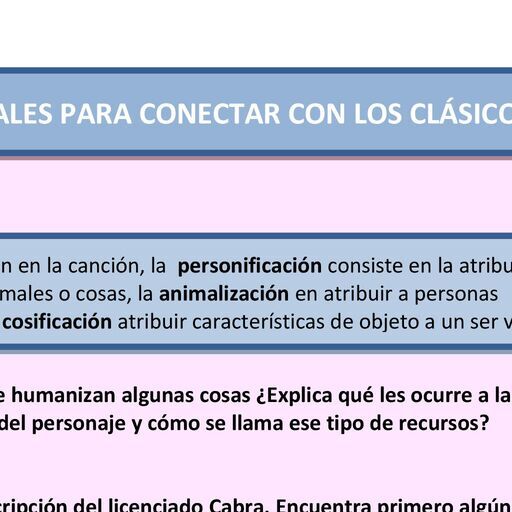 ALES PARA CONECTAR CON LOS CLÁSICO
n en la canción, la personificación consiste en la atribu
males o cosas, la animalización en atribuir a personas
cosificación atribuir características de objeto a un ser v
e humanizan algunas cosas ¿Explica qué les ocurre a la
del personaje y cómo se llama ese tipo de recursos?
cripción del licenciado Cabra. Encuentra primero algún